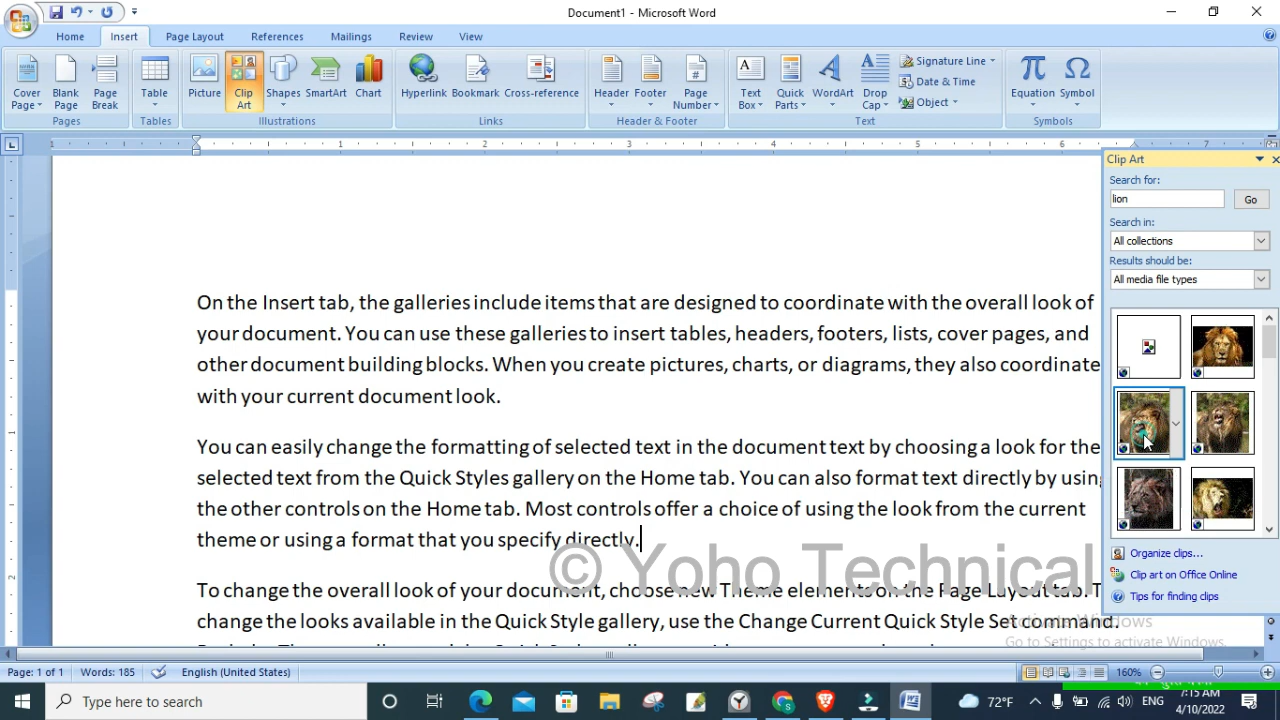 Document1 - Microsoft Word
Home Insert Page Layout References Mailings Review View
Cover Page Blank Page Page Break Table Picture Clip Art Shapes SmartArt Chart Hyperlink Bookmark Cross-reference Header Footer Page Number Text Box Quick Parts WordArt Drop Cap Signature Line Date & Time Object Equation Symbol
Pages Tables Illustrations Links Header & Footer Text Symbols
1 1 2 3 4 5 6 7
Clip Art
Search for:
lion Go
Search in:
All collections
Results should be:
All media file types
On the Insert tab, the galleries include items that are designed to coordinate with the overall look of
your document. You can use these galleries to insert tables, headers, footers, lists, cover pages, and
other document building blocks. When you create pictures, charts, or diagrams, they also coordinate
with your current document look.
You can easily change the formatting of selected text in the document text by choosing a look for the
selected text from the Quick Styles gallery on the Home tab. You can also format text directly by using
the other controls on the Home tab. Most controls offer a choice of using the look from the current
theme or using a format that you specify directly.
© Yoho Technical
To change the overall look of your document, choose new Theme elements on the Page Layout tab. T
change the looks available in the Quick Style gallery, use the Change Current Quick Style Set command.
Organize clips...
Clip art on Office Online
Tips for finding clips
Activate Windows
Go to Settings to activate Windows.
Page: 1 of 1 Words: 185 English (United States) 160%
Type here to search 72°F ENG 7:15 AM
4/10/2022